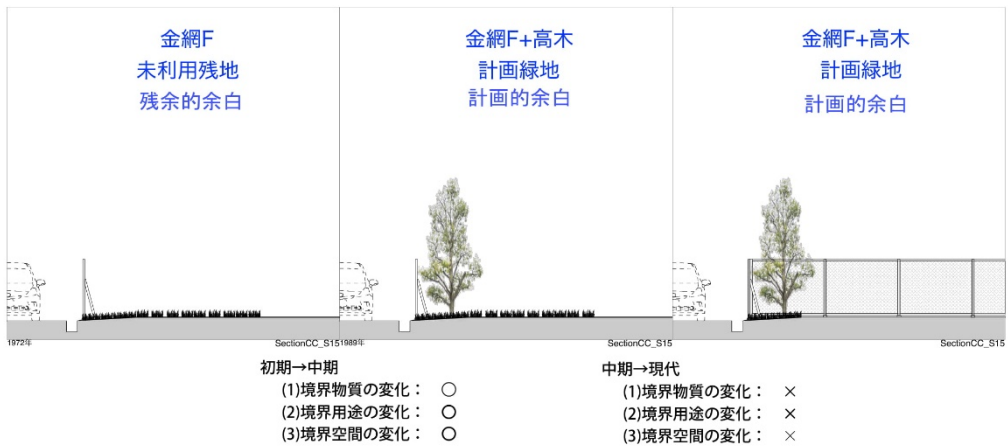 金網F
未利用残地
残余的余白
1972年
SectionCC_S15
金網F+高木
計画緑地
計画的余白
1989年
SectionCC_S15
金網F+高木
計画緑地
計画的余白
SectionCC_S15
初期→中期
(1)境界物質の変化： ○
(2)境界用途の変化： ○
(3)境界空間の変化： ○
中期→現代
(1)境界物質の変化： ×
(2)境界用途の変化： ×
(3)境界空間の変化： ×